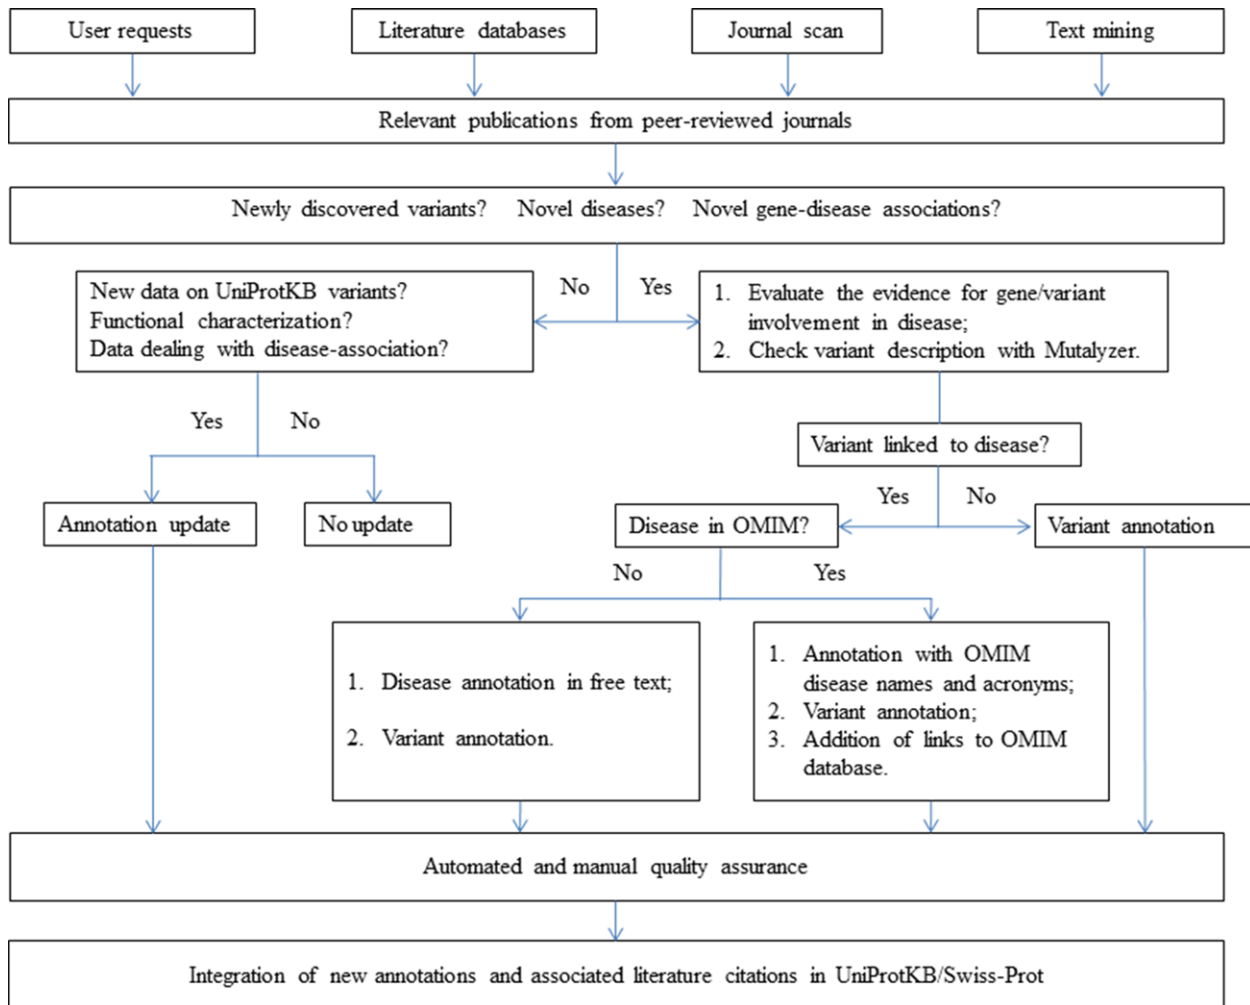 User requests
Literature databases
Journal scan
Text mining
Relevant publications from peer-reviewed journals
Newly discovered variants? Novel diseases? Novel gene-disease associations?
No
Yes
New data on UniProtKB variants?
Functional characterization?
Data dealing with disease-association?
1. Evaluate the evidence for gene/variant
involvement in disease;
2. Check variant description with Mutalyzer.
Yes
No
Variant linked to disease?
Yes
No
Annotation update
No update
Disease in OMIM?
Variant annotation
No
Yes
1. Disease annotation in free text;
2. Variant annotation.
1. Annotation with OMIM
disease names and acronyms;
2. Variant annotation;
3. Addition of links to OMIM
database.
Automated and manual quality assurance
Integration of new annotations and associated literature citations in UniProtKB/Swiss-Prot